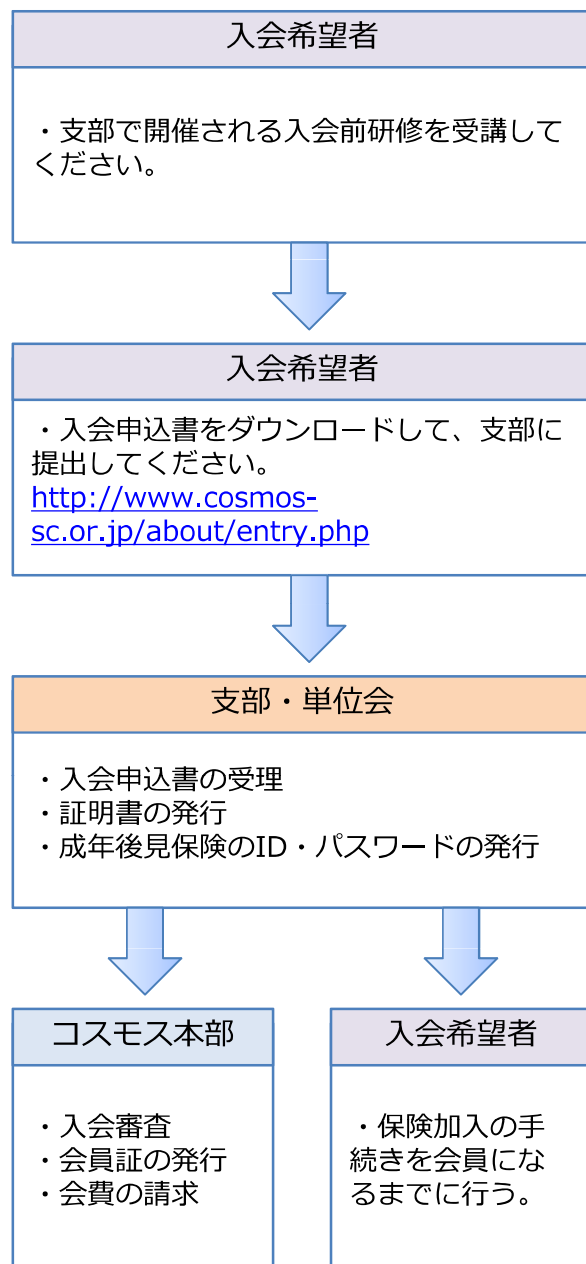 入会希望者
・支部で開催される入会前研修を受講して
ください。
入会希望者
・入会申込書をダウンロードして、支部に
提出してください。
http://www.cosmos-
sc.or.jp/about/entry.php
支部・単位会
・入会申込書の受理
・証明書の発行
・成年後見保険のID・パスワードの発行
コスモス本部
・入会審査
・会員証の発行
・会費の請求
入会希望者
・保険加入の手
続きを会員にな
るまでに行う。